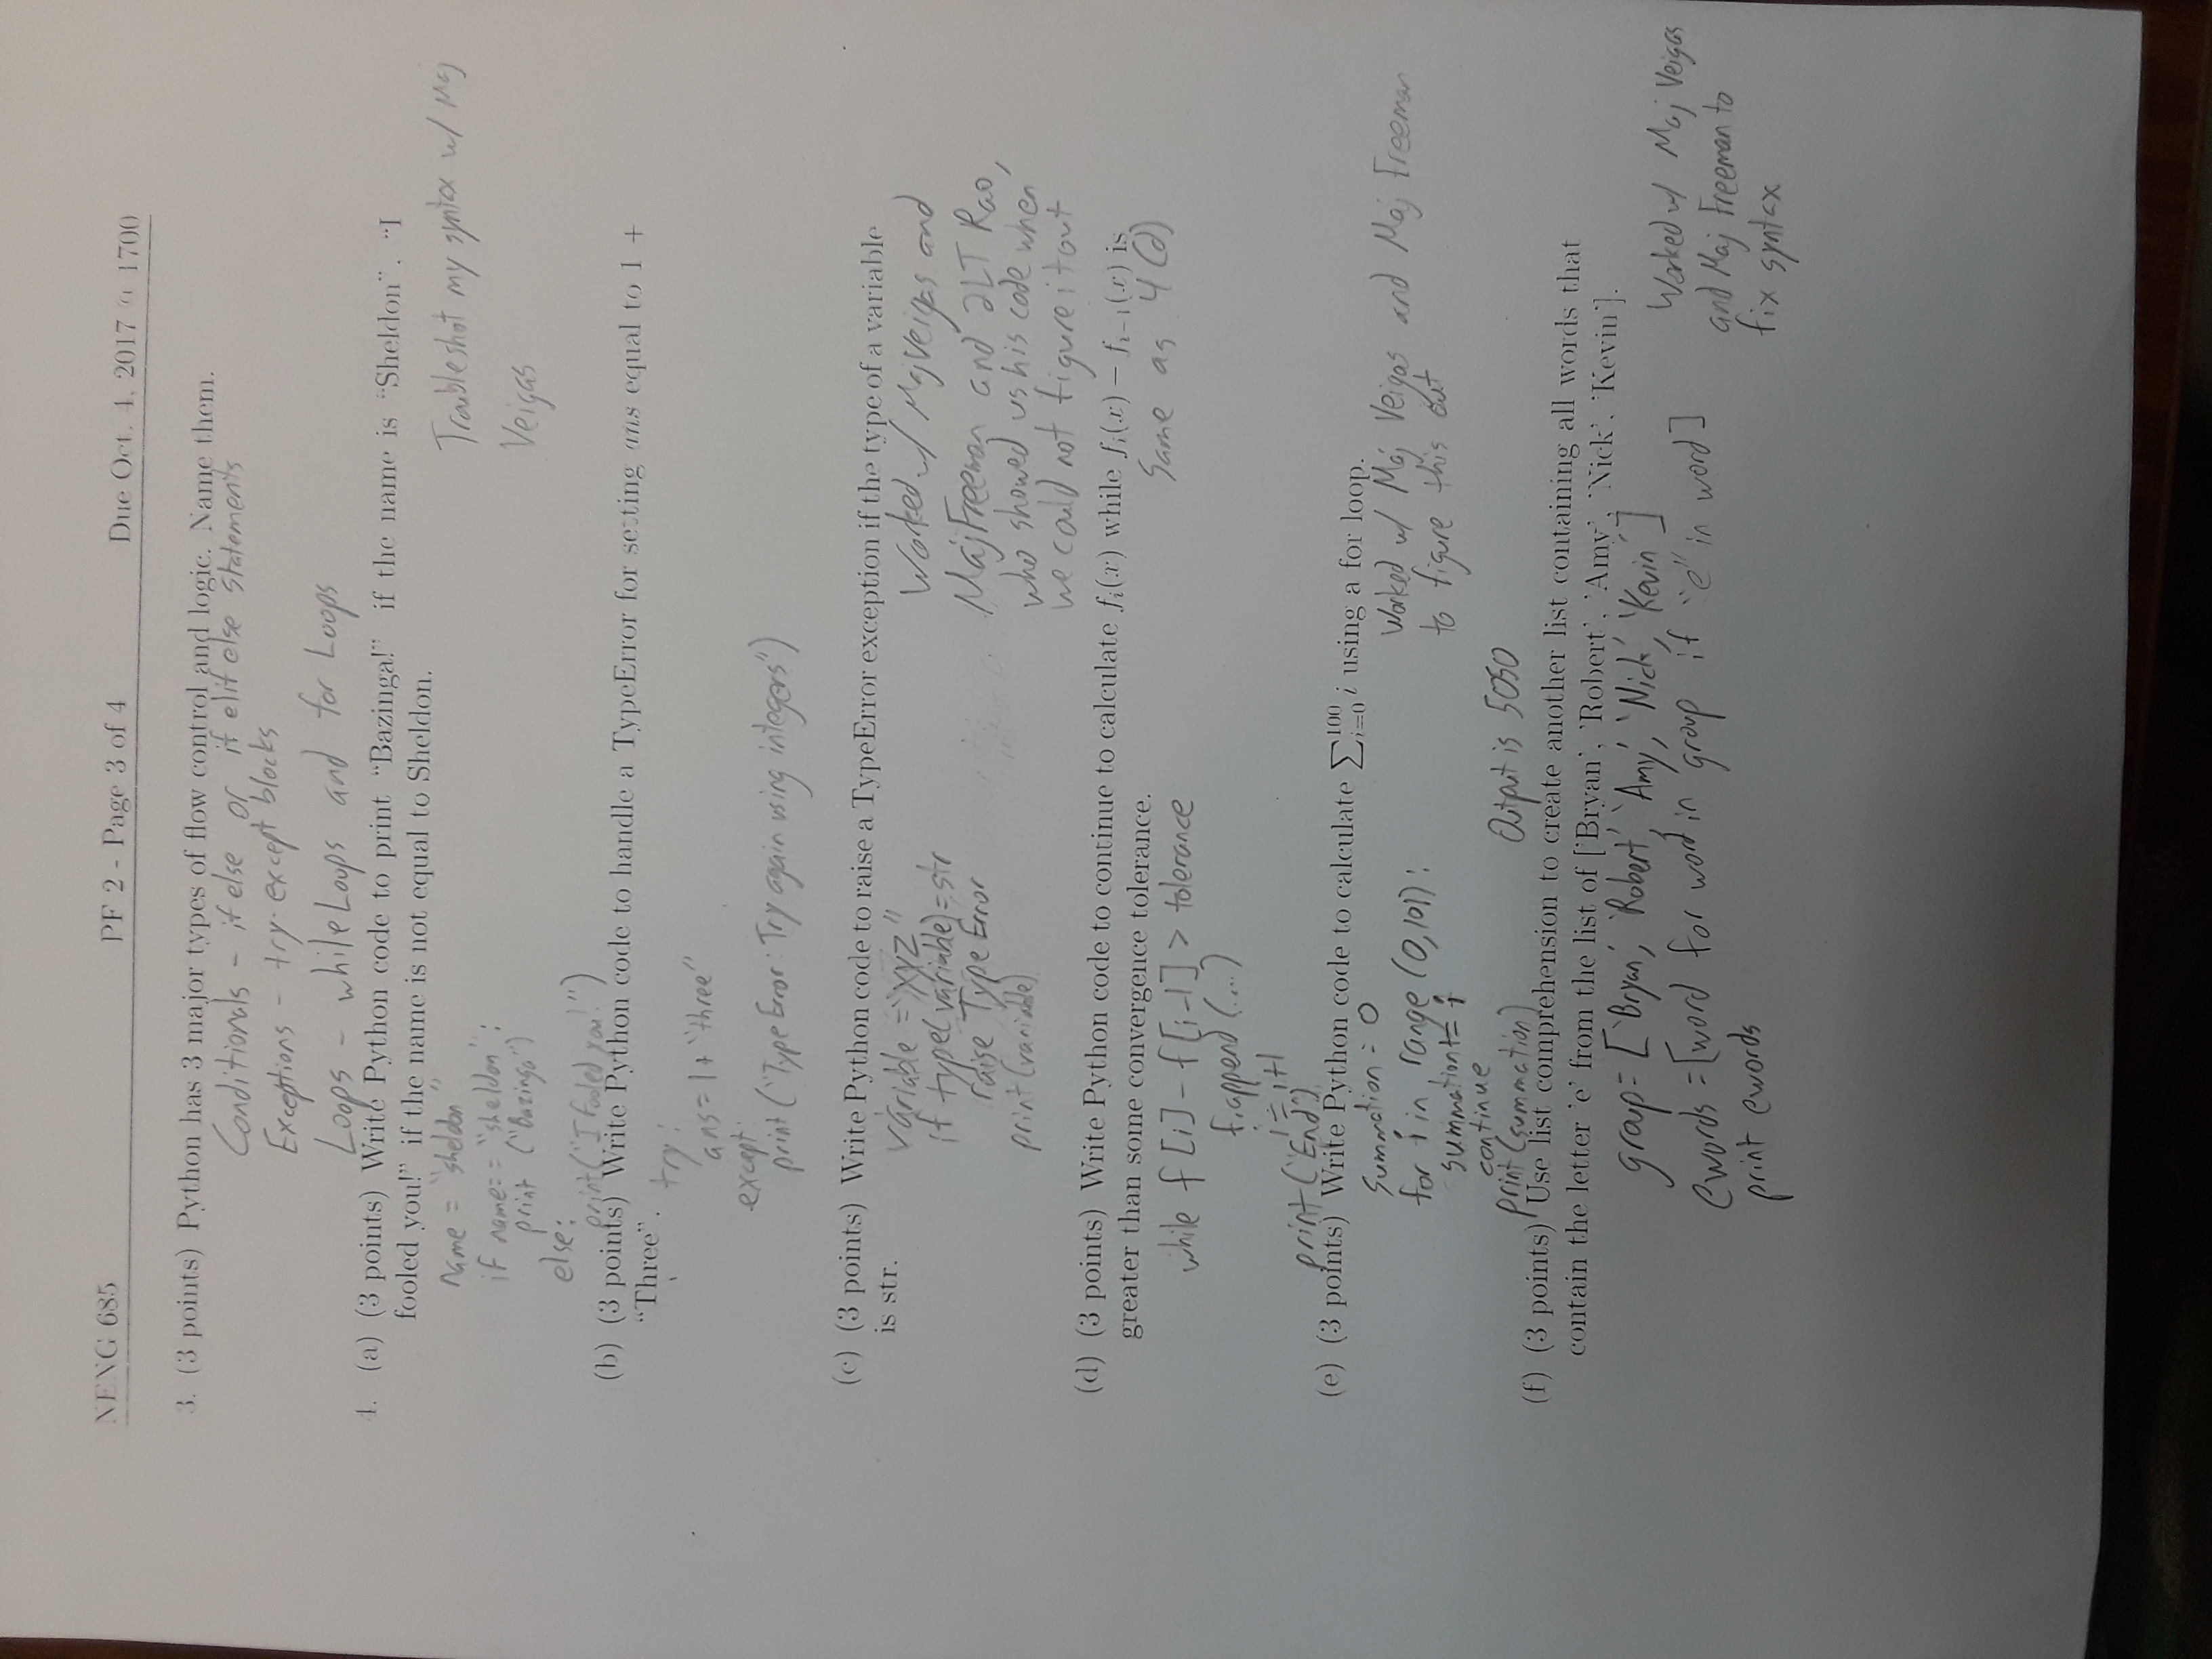 NENG 685 PF 2 - Page 3 of 4 Due Oct. 4, 2017 @ 1700
3. (3 points) Python has 3 major types of flow control and logic. Name them.
Conditionals - if else or if elif else statements
Exceptions - try-except blocks
Loops - while Loops and for Loops
4. (a) (3 points) Write Python code to print “Bazinga!” if the name is “Sheldon”. “I
fooled you!” if the name is not equal to Sheldon.
Name = "sheldon"
if name== "sheldon":
print ("Bazinga")
else:
print("I fooled you!")
Troubleshot my syntax w/ Maj
Veigas
(b) (3 points) Write Python code to handle a TypeError for setting ans equal to 1 +
“Three”.
try:
ans=1+"three"
except:
print ("Type Error: Try again using integers")
(c) (3 points) Write Python code to raise a TypeError exception if the type of a variable
is str.
variable ="xyz"
if type(variable)=str
raise Type Error
print(variable)
Worked w/ Maj Veigas and
Maj Freeman and 2LT Rao,
who showed us his code when
we could not figure it out
(d) (3 points) Write Python code to continue to calculate fᵢ(x) while fᵢ(x) − fᵢ₋₁(x) is
greater than some convergence tolerance.
while f[i]-f[i-1] > tolerance
f.append (...)
i=i+1
print("End")
Same as 4(d)
(e) (3 points) Write Python code to calculate ∑_{i=0}^{100} i using a for loop.
Summation = 0
for i in range (0,101):
summation+= i
continue
print(summation)
Output is 5050
Worked w/ Maj Veigas and Maj Freeman
to figure this out
(f) (3 points) Use list comprehension to create another list containing all words that
contain the letter 'e' from the list of ['Bryan', 'Robert', 'Amy', 'Nick', 'Kevin'].
group= ['Bryan', 'Robert', 'Amy', 'Nick', 'Kevin']
ewords =[word for word in group if "e" in word]
print ewords
Worked w/ Maj Veigas
and Maj Freeman to
fix syntax